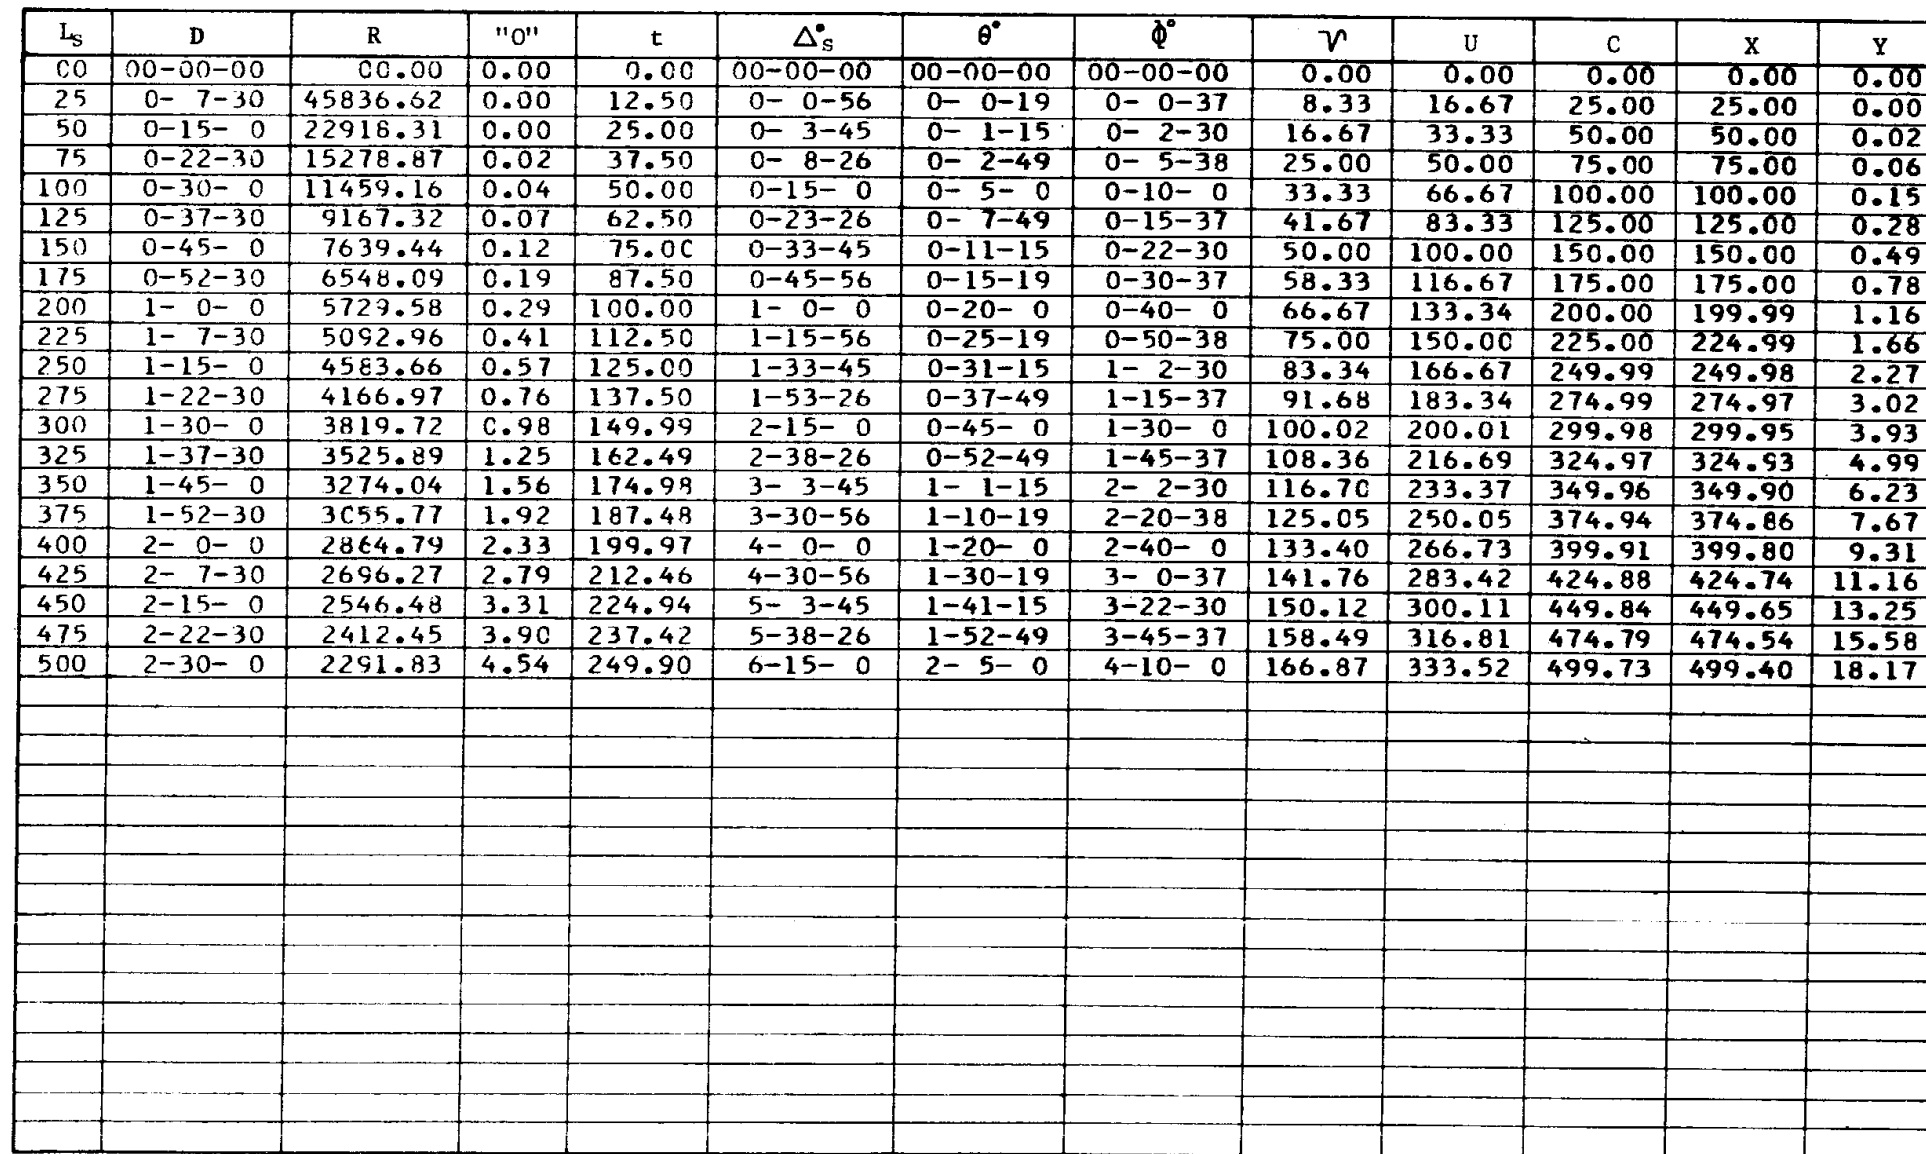 Ls D R "O" t Δ°s θ° Φ° v U C X Y
00 00-00-00 00.00 0.00 0.00 00-00-00 00-00-00 00-00-00 0.00 0.00 0.00 0.00 0.00
25 0- 7-30 45836.62 0.00 12.50 0- 0-56 0- 0-19 0- 0-37 8.33 16.67 25.00 25.00 0.00
50 0-15- 0 22918.31 0.00 25.00 0- 3-45 0- 1-15 0- 2-30 16.67 33.33 50.00 50.00 0.02
75 0-22-30 15278.87 0.02 37.50 0- 8-26 0- 2-49 0- 5-38 25.00 50.00 75.00 75.00 0.06
100 0-30- 0 11459.16 0.04 50.00 0-15- 0 0- 5- 0 0-10- 0 33.33 66.67 100.00 100.00 0.15
125 0-37-30 9167.32 0.07 62.50 0-23-26 0- 7-49 0-15-37 41.67 83.33 125.00 125.00 0.28
150 0-45- 0 7639.44 0.12 75.00 0-33-45 0-11-15 0-22-30 50.00 100.00 150.00 150.00 0.49
175 0-52-30 6548.09 0.19 87.50 0-45-56 0-15-19 0-30-37 58.33 116.67 175.00 175.00 0.78
200 1- 0- 0 5729.58 0.29 100.00 1- 0- 0 0-20- 0 0-40- 0 66.67 133.34 200.00 199.99 1.16
225 1- 7-30 5092.96 0.41 112.50 1-15-56 0-25-19 0-50-38 75.00 150.00 225.00 224.99 1.66
250 1-15- 0 4583.66 0.57 125.00 1-33-45 0-31-15 1- 2-30 83.34 166.67 249.99 249.98 2.27
275 1-22-30 4166.97 0.76 137.50 1-53-26 0-37-49 1-15-37 91.68 183.34 274.99 274.97 3.02
300 1-30- 0 3819.72 0.98 149.99 2-15- 0 0-45- 0 1-30- 0 100.02 200.01 299.98 299.95 3.93
325 1-37-30 3525.89 1.25 162.49 2-38-26 0-52-49 1-45-37 108.36 216.69 324.97 324.93 4.99
350 1-45- 0 3274.04 1.56 174.98 3- 3-45 1- 1-15 2- 2-30 116.70 233.37 349.96 349.90 6.23
375 1-52-30 3055.77 1.92 187.48 3-30-56 1-10-19 2-20-38 125.05 250.05 374.94 374.86 7.67
400 2- 0- 0 2864.79 2.33 199.97 4- 0- 0 1-20- 0 2-40- 0 133.40 266.73 399.91 399.80 9.31
425 2- 7-30 2696.27 2.79 212.46 4-30-56 1-30-19 3- 0-37 141.76 283.42 424.88 424.74 11.16
450 2-15- 0 2546.48 3.31 224.94 5- 3-45 1-41-15 3-22-30 150.12 300.11 449.84 449.65 13.25
475 2-22-30 2412.45 3.90 237.42 5-38-26 1-52-49 3-45-37 158.49 316.81 474.79 474.54 15.58
500 2-30- 0 2291.83 4.54 249.90 6-15- 0 2- 5- 0 4-10- 0 166.87 333.52 499.73 499.40 18.17